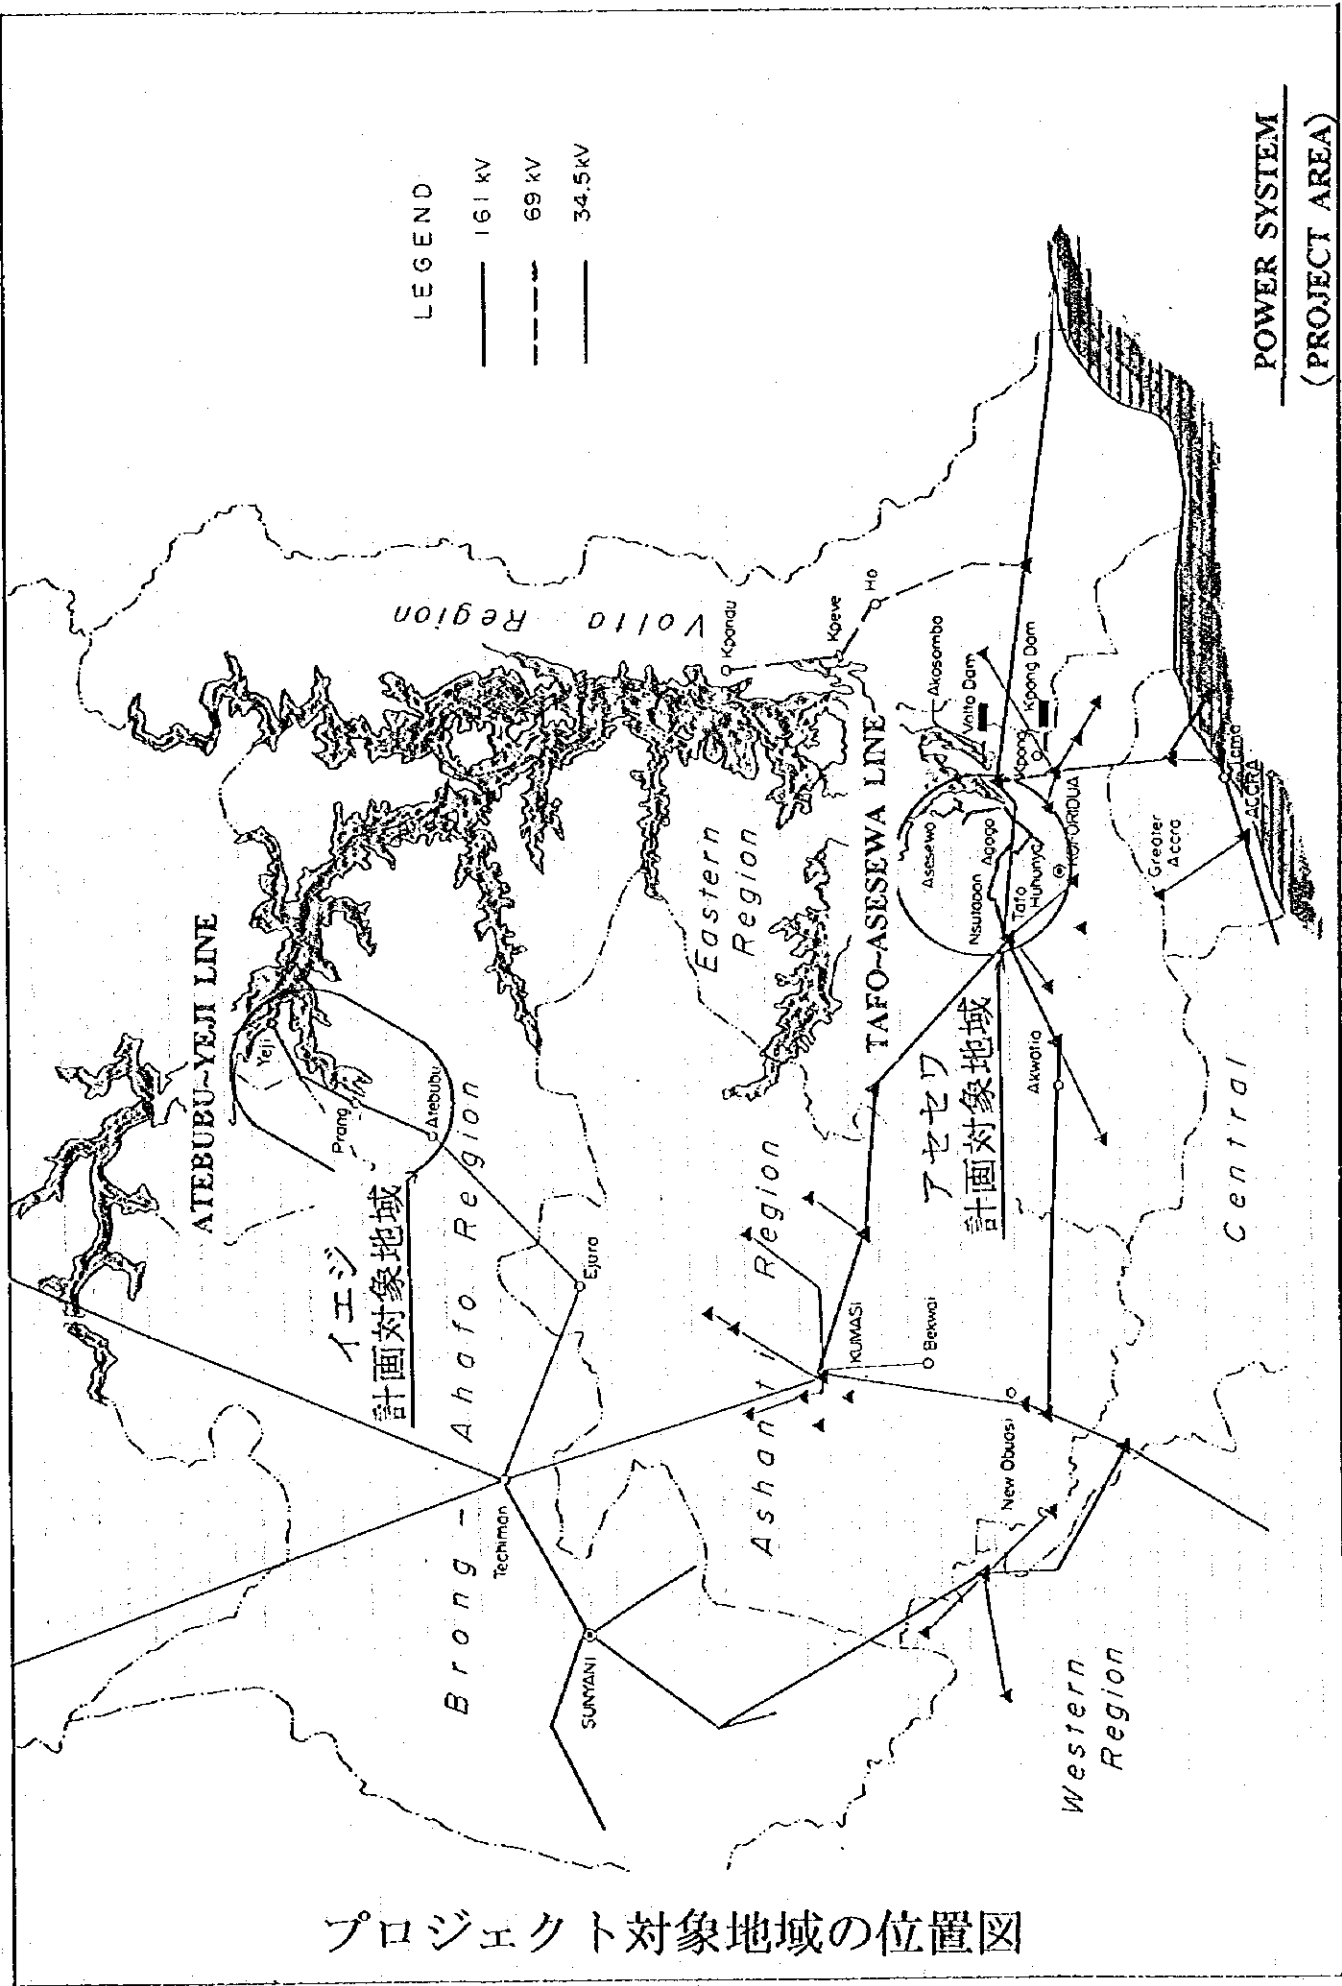 プロジェクト対象地域の位置図
POWER SYSTEM
(PROJECT AREA)
LEGEND
161 kV
69 kV
34.5kV
ATEBUBU~YEJI LINE
イエジ
計画対象地域
Yeji
Prang
Atebubu
Brong - Ahafo Region
Ejura
Techiman
SUNYANI
Volta Region
Kpandu
Kpeve
Ho
Eastern
Region
TAFO~ASESEWA LINE
アセセワ
計画対象地域
Akosombo
Volta Dam
Kpong Dam
Kpong
Asesewa
Agogo
Nsutapon
Tafo
Huhunya
KOFORIDUA
Ashanti Region
KUMASI
Bekwai
New Obuasi
Akwatia
Greater
Accra
Tema
ACCRA
Central
Western
Region